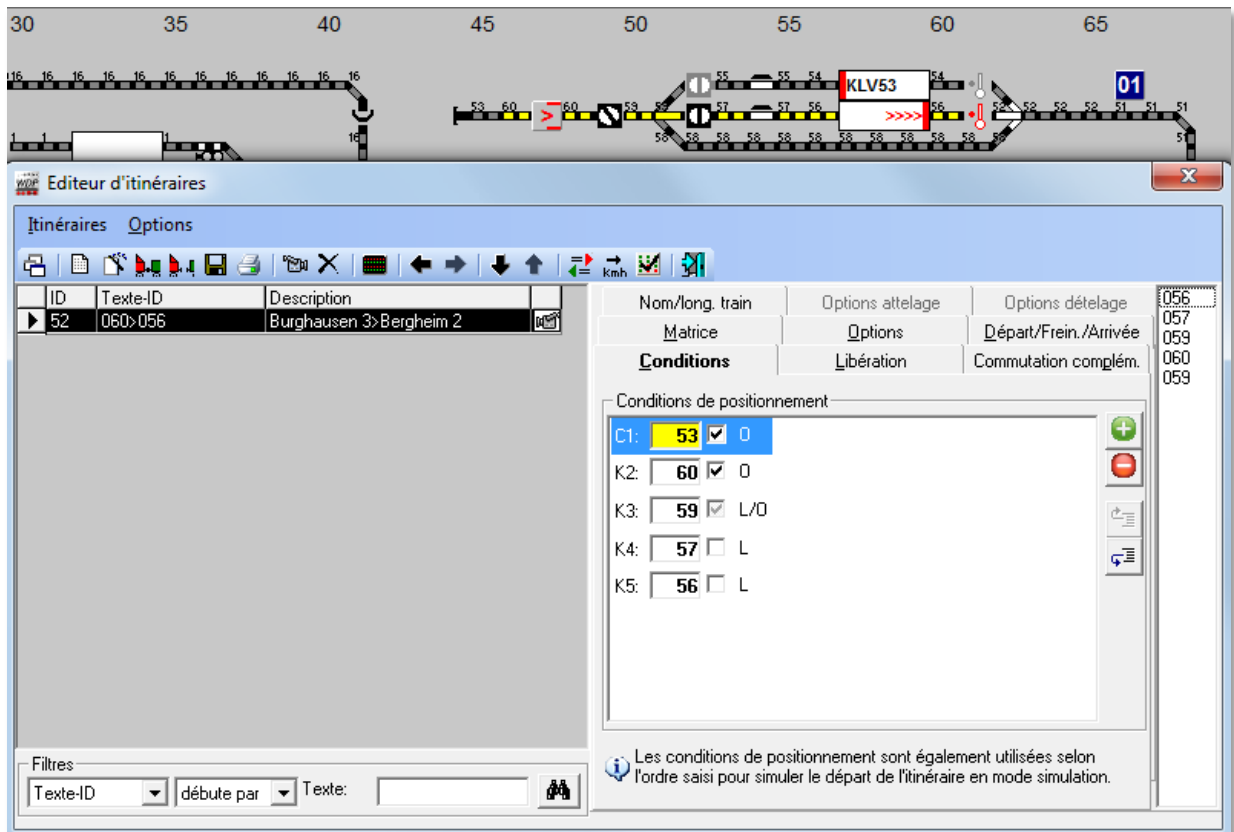 30 35 40 45 50 55 60 65
16 16 16 16 16 16 16 16 16 16 16 16 55 55 54 KLV53 54 01
53 60 > 60 59 59 57 57 56 >>>> 56 52 52 52 52 51 51 51
1 1 1 1 16 58 58 58 58 58 58 58 58 58 58 58 51
WDP Editeur d'itinéraires X
Itinéraires Options
kmh
ID Texte-ID Description
52 060>056 Burghausen 3>Bergheim 2
Nom/long. train Options attelage Options dételage
Matrice Options Départ/Frein./Arrivée
Conditions Libération Commutation complém.
056
057
059
060
059
Conditions de positionnement
C1: 53 O
K2: 60 O
K3: 59 L/O
K4: 57 L
K5: 56 L
Les conditions de positionnement sont également utilisées selon
l'ordre saisi pour simuler le départ de l'itinéraire en mode simulation.
Filtres
Texte-ID débute par Texte: